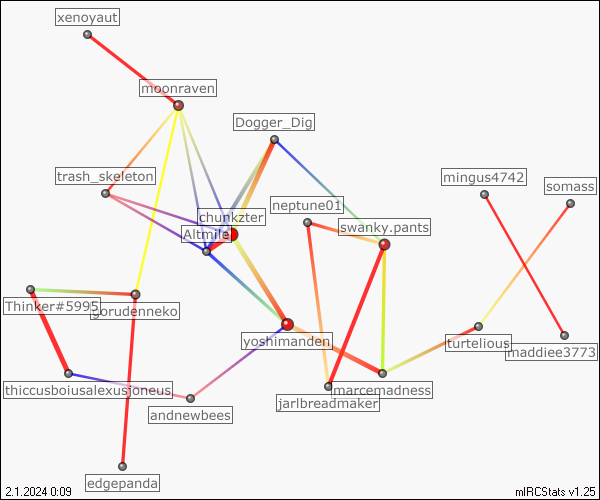 xenoyaut
moonraven
Dogger_Dig
trash_skeleton
mingus4742
somass
neptune01
chunkzter
swanky.pants
Altmile
Thinker#5995
gorudenneko
yoshimanden
turtelious
maddiee3773
thiccusboiusalexusjoneus
marcemadness
jarlbreadmaker
andnewbees
edgepanda
2.1.2024 0:09
mIRCStats v1.25